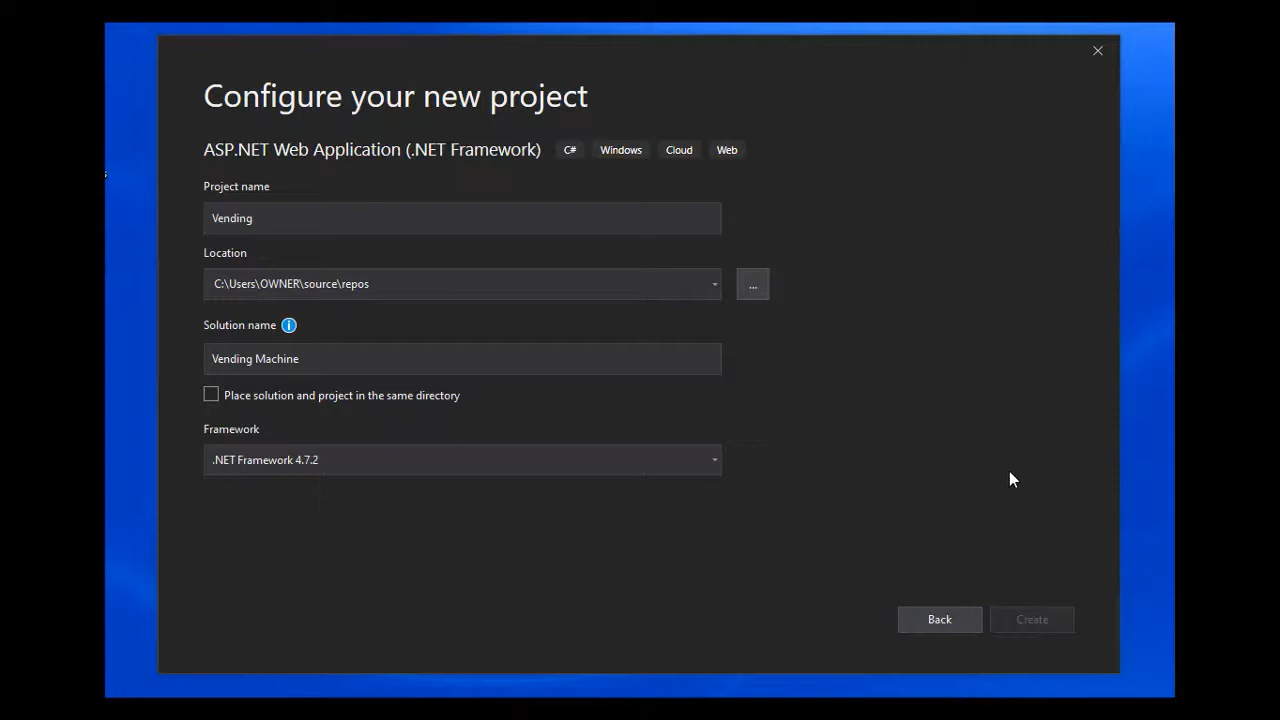 Configure your new project
ASP.NET Web Application (.NET Framework) C# Windows Cloud Web
Project name
Vending
Location
C:\Users\OWNER\source\repos
...
Solution name
Vending Machine
Place solution and project in the same directory
Framework
.NET Framework 4.7.2
Back Create